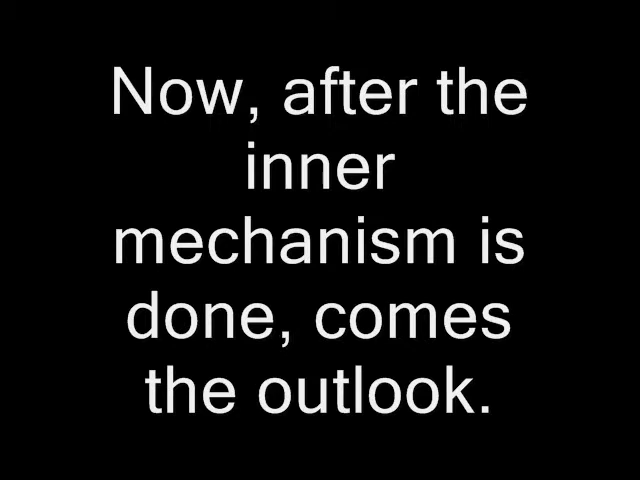 Now, after the
inner
mechanism is
done, comes
the outlook.